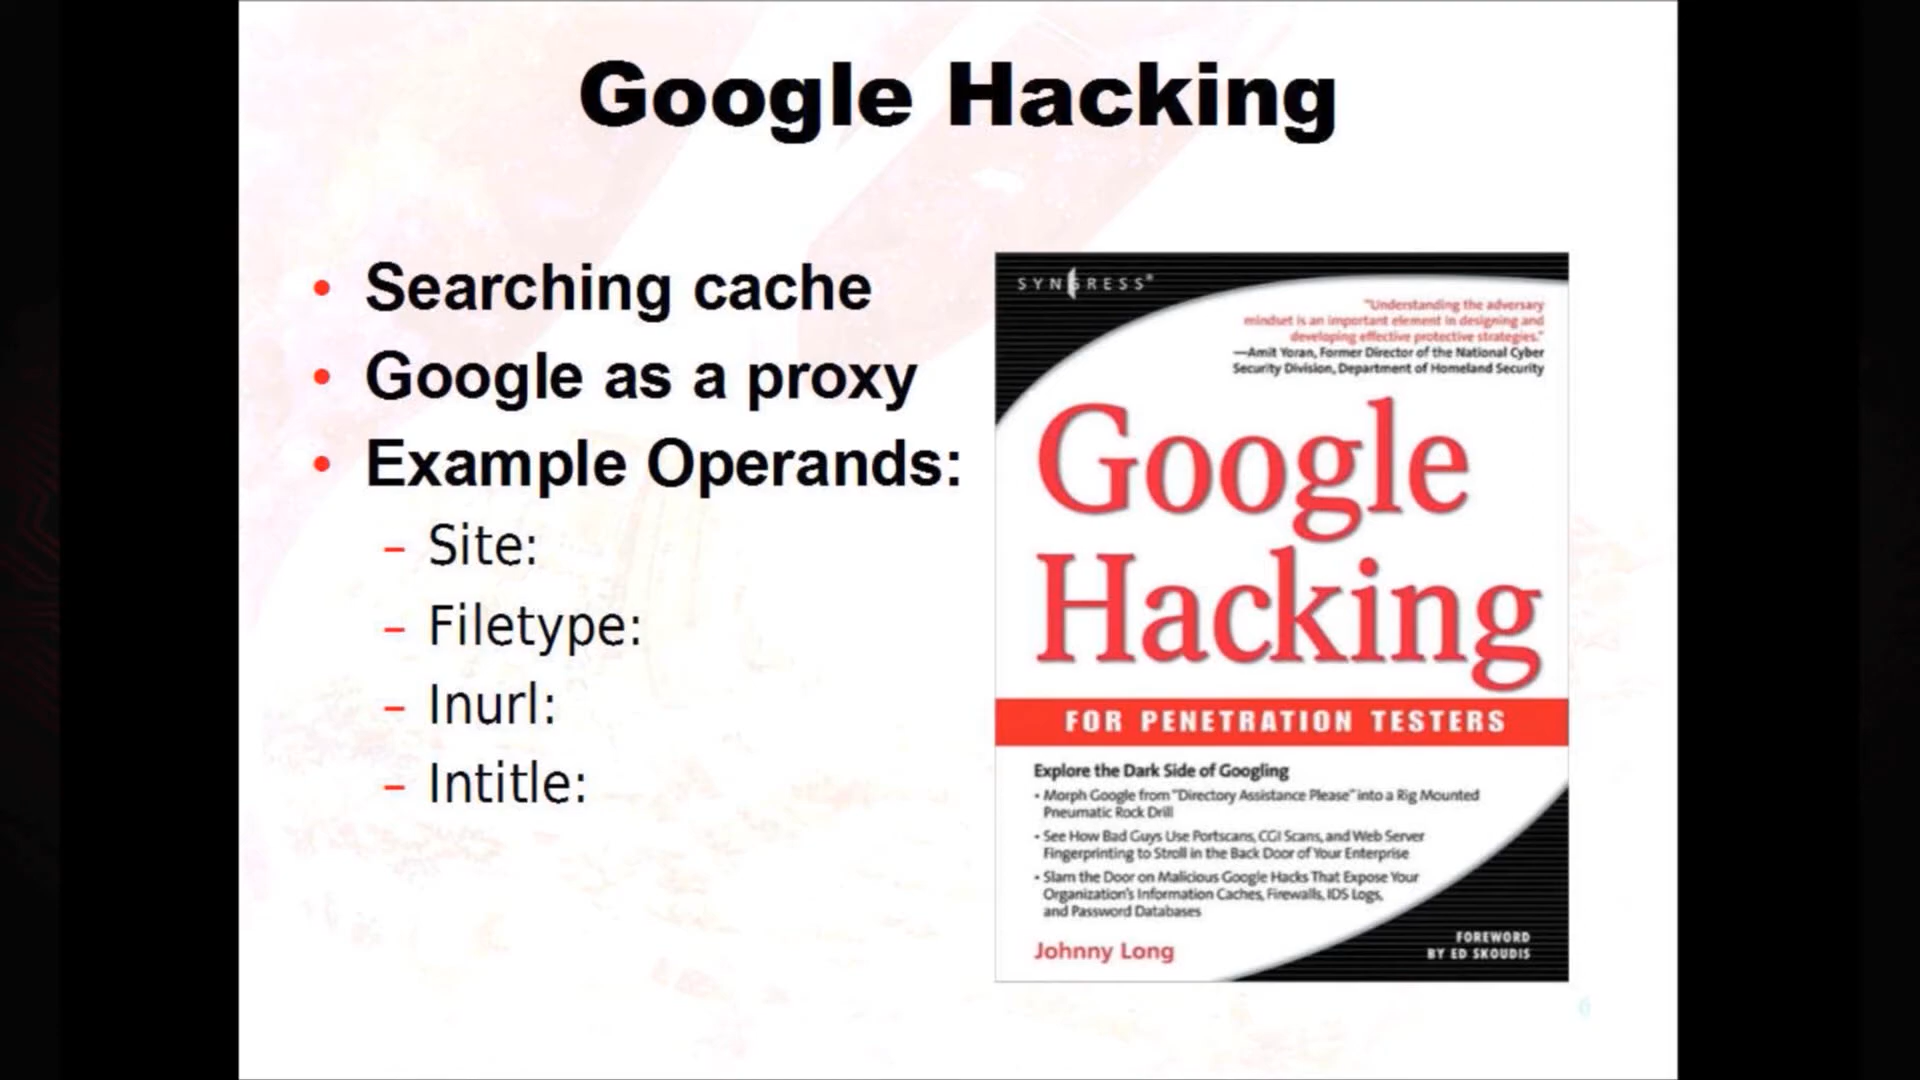 Google Hacking
• Searching cache
• Google as a proxy
• Example Operands:
– Site:
– Filetype:
– Inurl:
– Intitle:
SYNGRESS®
"Understanding the adversary
mindset is an important element in designing and
developing effective protective strategies."
—Amit Yoran, Former Director of the National Cyber
Security Division, Department of Homeland Security
Google
Hacking
FOR PENETRATION TESTERS
Explore the Dark Side of Googling
• Morph Google from "Directory Assistance Please" into a Rig Mounted
Pneumatic Rock Drill
• See How Bad Guys Use Portscans, CGI Scans, and Web Server
Fingerprinting to Stroll in the Back Door of Your Enterprise
• Slam the Door on Malicious Google Hacks That Expose Your
Organization's Information Caches, Firewalls, IDS Logs,
and Password Databases
Johnny Long
FOREWORD
BY ED SKOUDIS
6